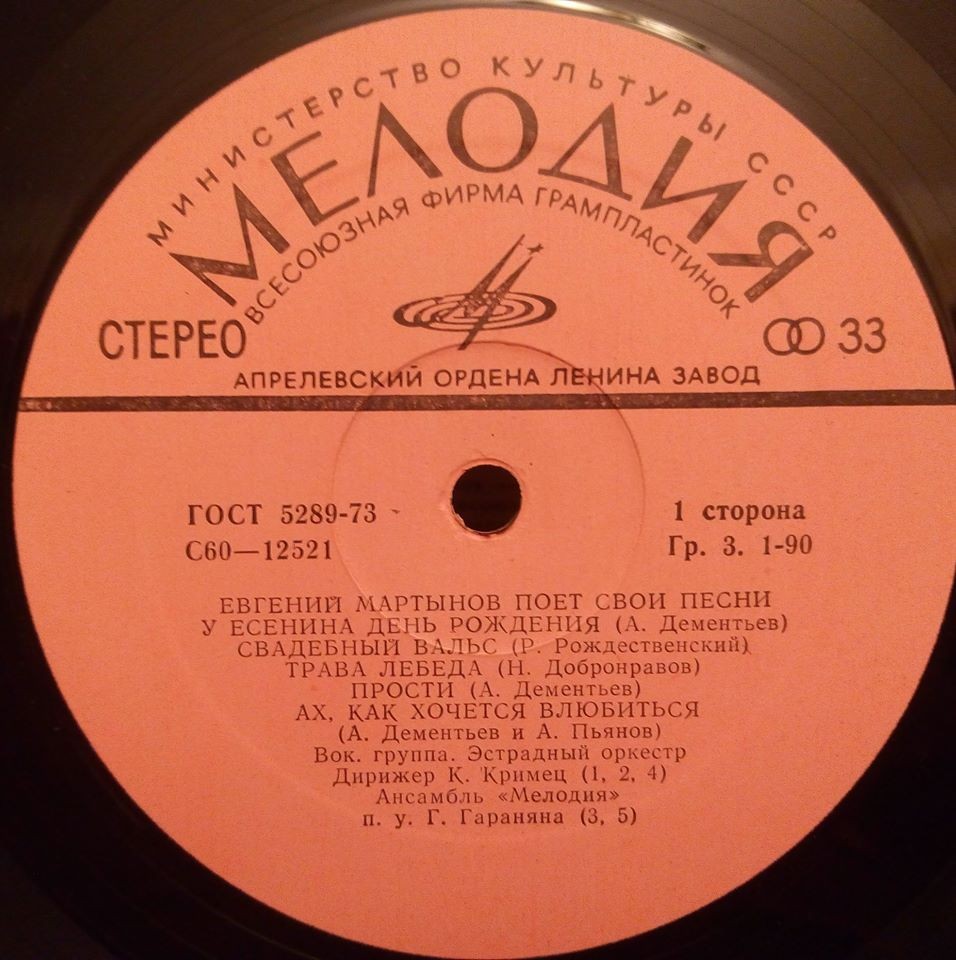 МИНИСТЕРСТВО КУЛЬТУРЫ СССР
МЕЛОДИЯ
ВСЕСОЮЗНАЯ ФИРМА ГРАМПЛАСТИНОК
СТЕРЕО
33
АПРЕЛЕВСКИЙ ОРДЕНА ЛЕНИНА ЗАВОД
ГОСТ 5289-73
1 сторона
С60—12521
Гр. 3. 1-90
ЕВГЕНИЙ МАРТЫНОВ ПОЕТ СВОИ ПЕСНИ
У ЕСЕНИНА ДЕНЬ РОЖДЕНИЯ (А. Дементьев)
СВАДЕБНЫЙ ВАЛЬС (Р. Рождественский)
ТРАВА ЛЕБЕДА (Н. Добронравов)
ПРОСТИ (А. Дементьев)
АХ, КАК ХОЧЕТСЯ ВЛЮБИТЬСЯ
(А. Дементьев и А. Пьянов)
Вок. группа. Эстрадный оркестр
Дирижер К. Кримец (1, 2, 4)
Ансамбль «Мелодия»
п. у. Г. Гараняна (3, 5)